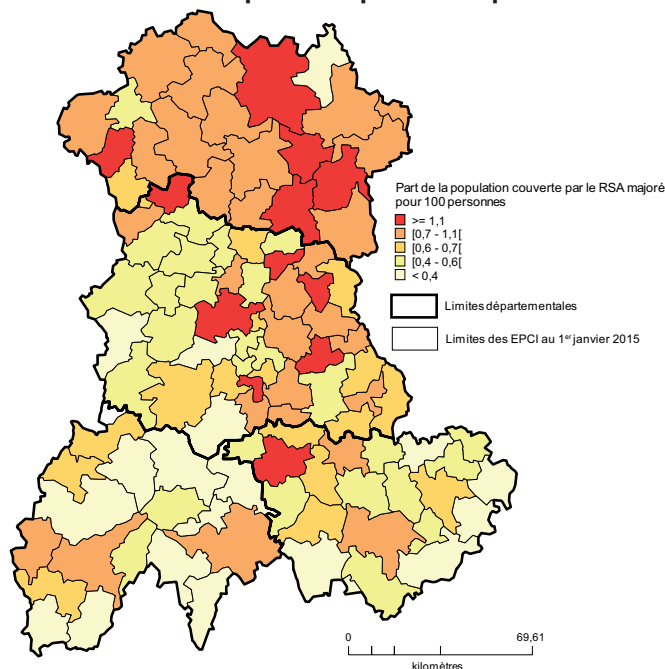 Part de la population couverte par le RSA majoré
pour 100 personnes
>= 1,1
[0,7 - 1,1[
[0,6 - 0,7[
[0,4 - 0,6[
< 0,4
Limites départementales
Limites des EPCI au 1er janvier 2015
0 69,61
kilomètres